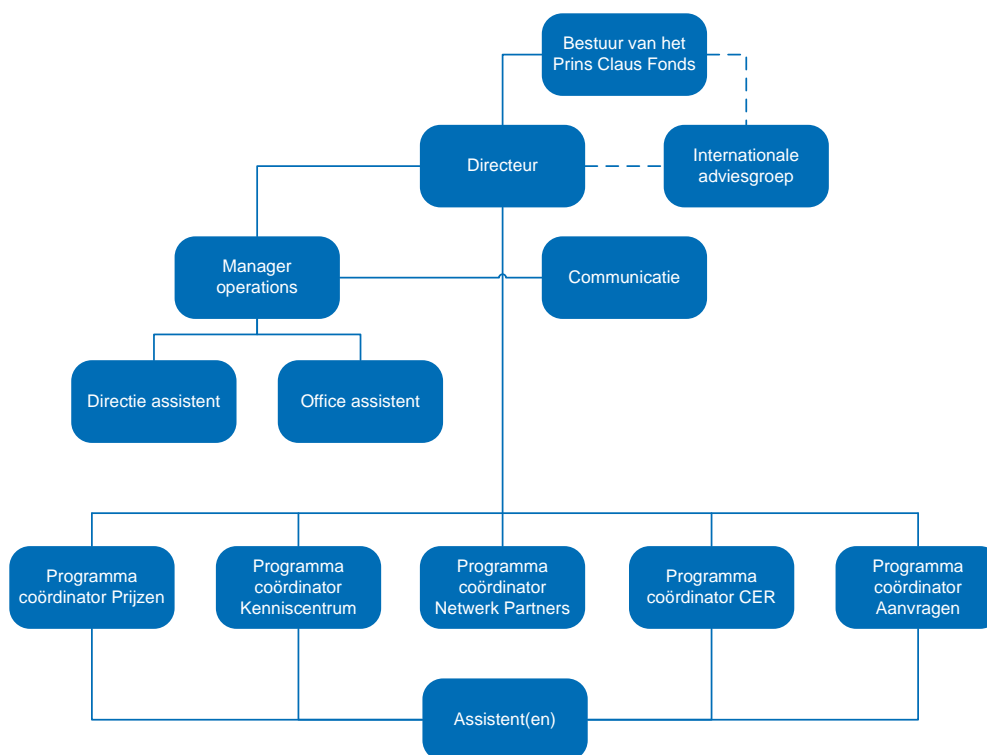 Bestuur van het
Prins Claus Fonds
Directeur
Internationale
adviesgroep
Manager
operations
Communicatie
Directie assistent
Office assistent
Programma
coördinator Prijzen
Programma
coördinator
Kenniscentrum
Programma
coördinator
Netwerk Partners
Programma
coördinator CER
Programma
coördinator
Aanvragen
Assistent(en)